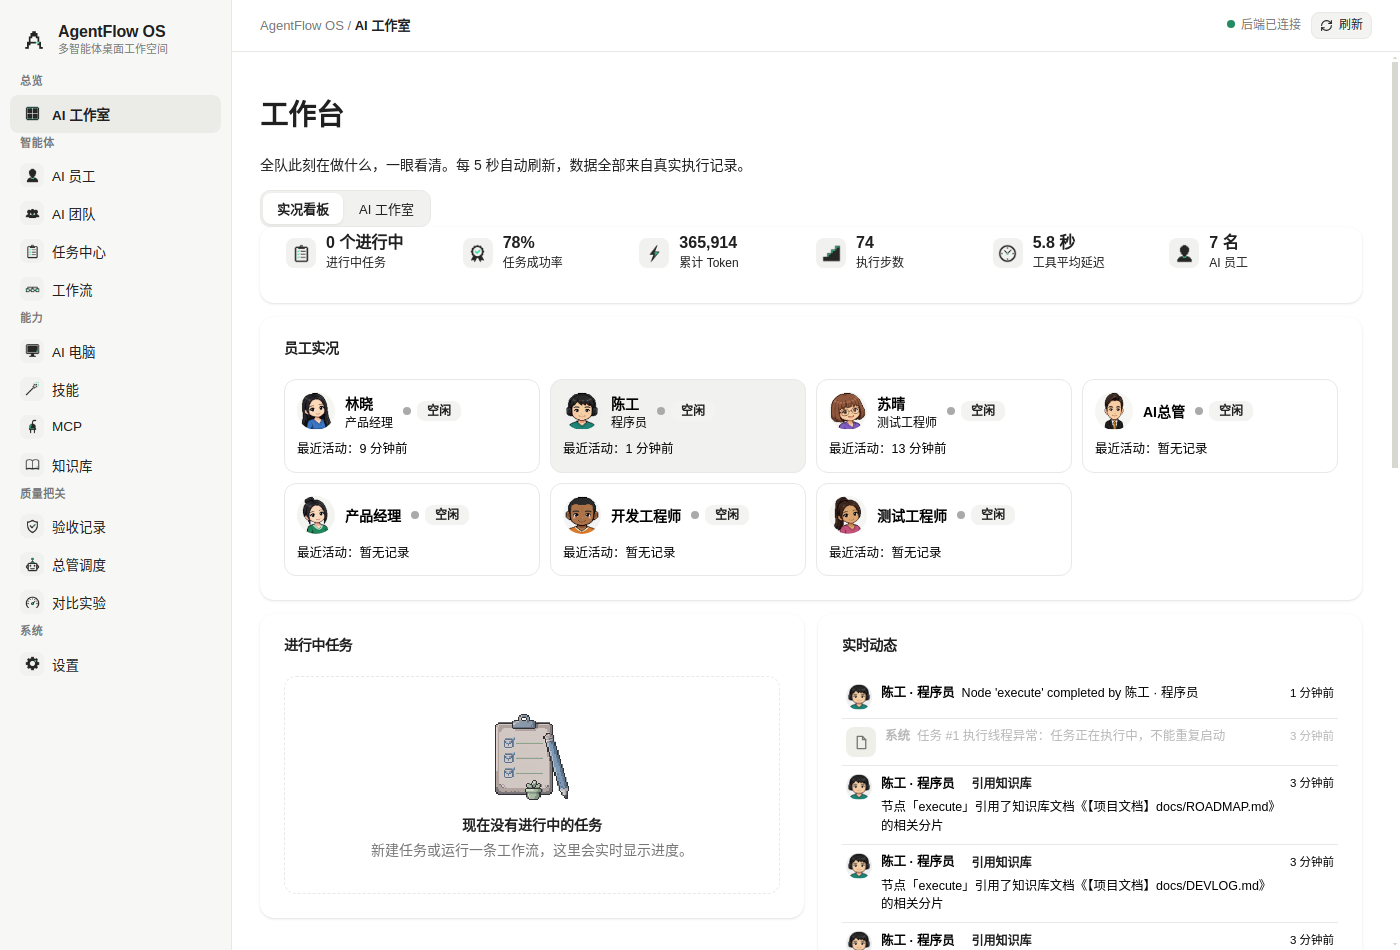 AgentFlow OS
多智能体桌面工作空间
总览
AI 工作室
智能体
AI 员工
AI 团队
任务中心
工作流
能力
AI 电脑
技能
MCP
知识库
质量把关
验收记录
总管调度
对比实验
系统
设置
AgentFlow OS / AI 工作室
后端已连接
刷新
工作台
全队此刻在做什么，一眼看清。每 5 秒自动刷新，数据全部来自真实执行记录。
实况看板 AI 工作室
0 个进行中
进行中任务
78%
任务成功率
365,914
累计 Token
74
执行步数
5.8 秒
工具平均延迟
7 名
AI 员工
员工实况
林晓
产品经理
空闲
最近活动：9 分钟前
陈工
程序员
空闲
最近活动：1 分钟前
苏晴
测试工程师
空闲
最近活动：13 分钟前
AI总管
空闲
最近活动：暂无记录
产品经理
空闲
最近活动：暂无记录
开发工程师
空闲
最近活动：暂无记录
测试工程师
空闲
最近活动：暂无记录
进行中任务
现在没有进行中的任务
新建任务或运行一条工作流，这里会实时显示进度。
实时动态
陈工 · 程序员 Node 'execute' completed by 陈工 · 程序员 1 分钟前
系统 任务 #1 执行线程异常：任务正在执行中，不能重复启动 3 分钟前
陈工 · 程序员 引用知识库 3 分钟前
节点「execute」引用了知识库文档《【项目文档】docs/ROADMAP.md》
的相关分片
陈工 · 程序员 引用知识库 3 分钟前
节点「execute」引用了知识库文档《【项目文档】docs/DEVLOG.md》
的相关分片
陈工 · 程序员 引用知识库 3 分钟前